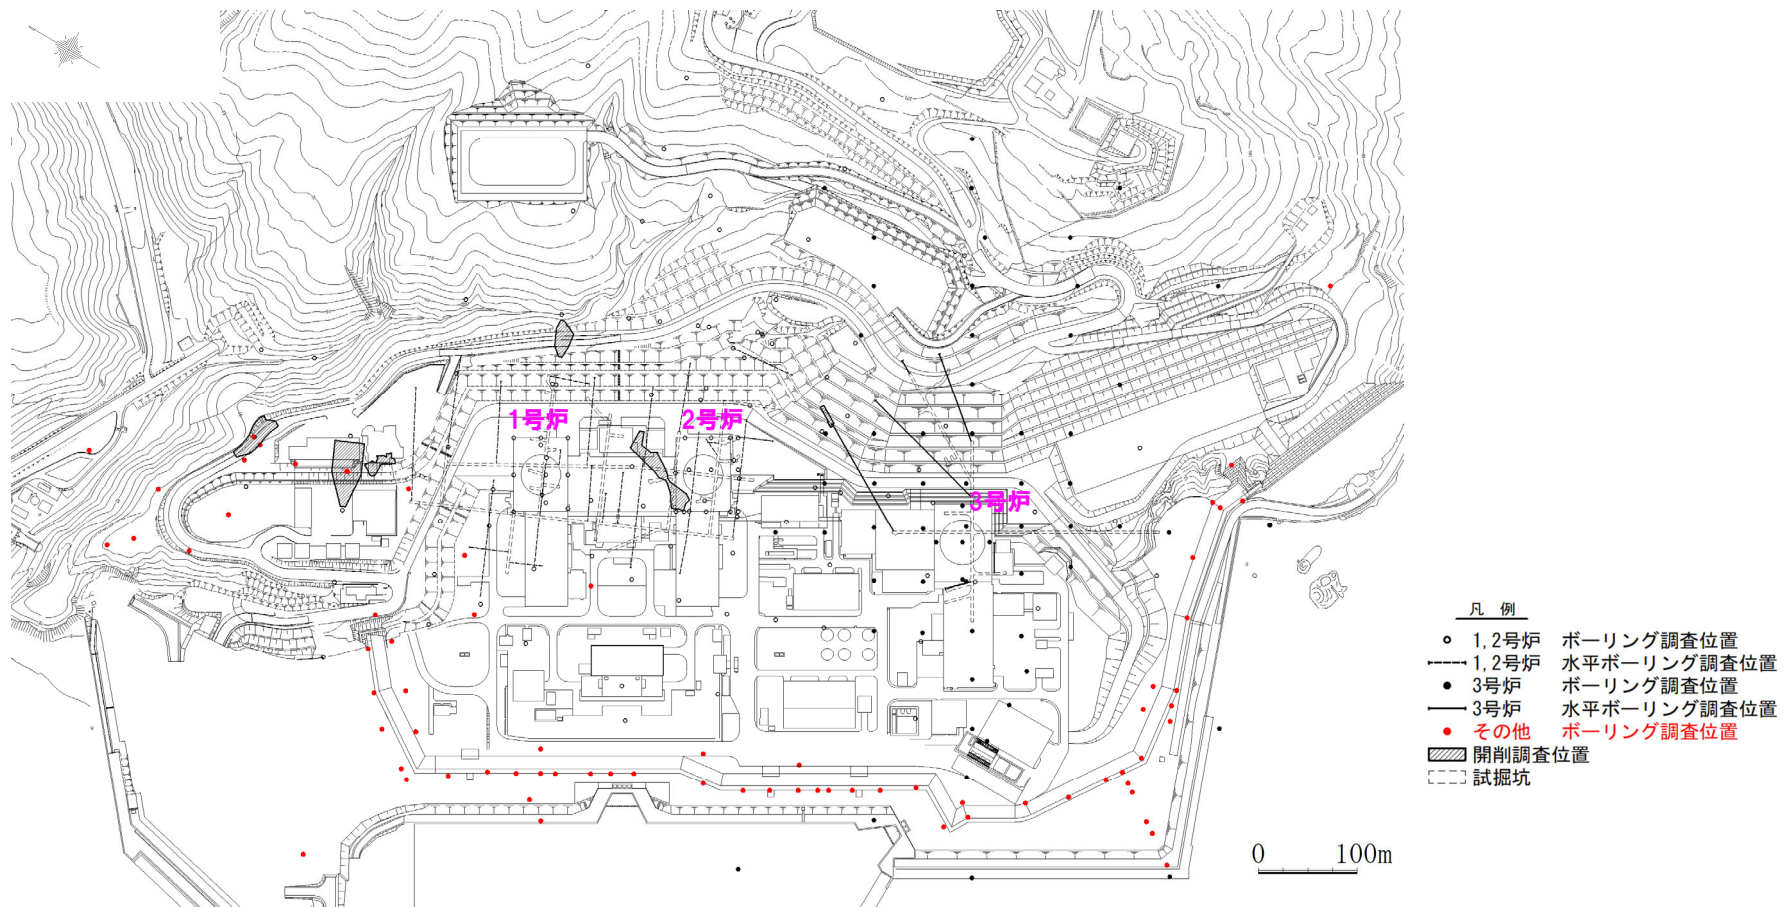 1号炉
2号炉
3号炉
凡 例
1,2号炉 ボーリング調査位置
1,2号炉 水平ボーリング調査位置
3号炉 ボーリング調査位置
3号炉 水平ボーリング調査位置
その他 ボーリング調査位置
開削調査位置
試掘坑
0 100m